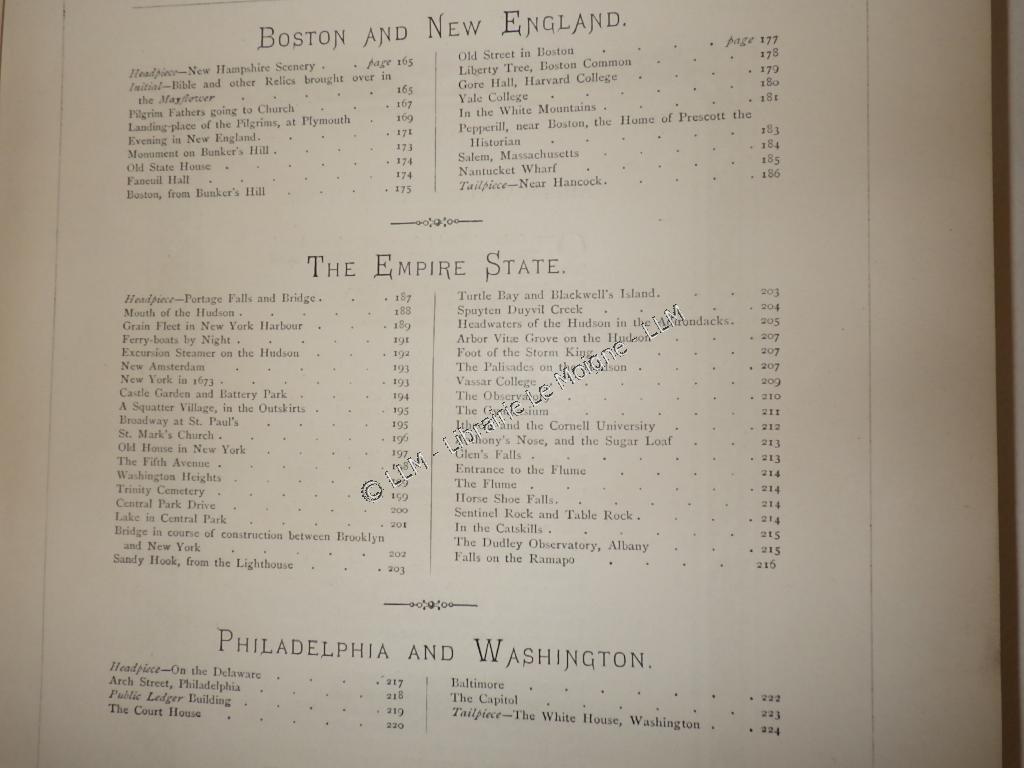 BOSTON AND NEW ENGLAND.
Headpiece—New Hampshire Scenery . . page 165
Initial—Bible and other Relics brought over in
the Mayflower . . . . . . 165
Pilgrim Fathers going to Church . . . 167
Landing-place of the Pilgrims, at Plymouth . 169
Evening in New England. . . . . 171
Monument on Bunker's Hill . . . . 173
Old State House . . . . . . 174
Faneuil Hall . . . . . . 174
Boston, from Bunker's Hill . . . . 175
Old Street in Boston . . . . page 177
Liberty Tree, Boston Common . . . 178
Gore Hall, Harvard College . . . . 179
Yale College . . . . . . 180
In the White Mountains . . . . . 181
Pepperill, near Boston, the Home of Prescott the
Historian . . . . . . 183
Salem, Massachusetts . . . . . 184
Nantucket Wharf . . . . . 185
Tailpiece—Near Hancock. . . . . 186
THE EMPIRE STATE.
Headpiece—Portage Falls and Bridge . . . 187
Mouth of the Hudson . . . . . 188
Grain Fleet in New York Harbour . . . 189
Ferry-boats by Night . . . . . 191
Excursion Steamer on the Hudson . . . 192
New Amsterdam . . . . . 193
New York in 1673 . . . . . 193
Castle Garden and Battery Park . . . 194
A Squatter Village, in the Outskirts . . . 195
Broadway at St. Paul's . . . . 195
St. Mark's Church . . . . . 196
Old House in New York . . . . 197
The Fifth Avenue . . . . .
Washington Heights . . . . .
Trinity Cemetery . . . . . 199
Central Park Drive . . . . . 200
Lake in Central Park . . . . . 201
Bridge in course of construction between Brooklyn
and New York . . . . . 202
Sandy Hook, from the Lighthouse . . . 203
Turtle Bay and Blackwell's Island. . . . 203
Spuyten Duyvil Creek . . . . . 204
Headwaters of the Hudson in the Adirondacks. . 205
Arbor Vitæ Grove on the Hudson . . . 207
Foot of the Storm King . . . . 207
The Palisades on the Hudson . . . . 207
Vassar College . . . . . 209
The Observatory . . . . . 210
The Gymnasium . . . . . 211
Ithaca and the Cornell University . . . 212
Anthony's Nose, and the Sugar Loaf . . . 213
Glen's Falls . . . . . . 213
Entrance to the Flume . . . . 214
The Flume . . . . . . 214
Horse Shoe Falls. . . . . . 214
Sentinel Rock and Table Rock . . . . 214
In the Catskills . . . . . . 215
The Dudley Observatory, Albany . . . 215
Falls on the Ramapo . . . . 216
PHILADELPHIA AND WASHINGTON.
Headpiece—On the Delaware . . . . 217
Arch Street, Philadelphia . . . . 218
Public Ledger Building . . . . . 219
The Court House . . . . . 220
Baltimore . . . . . . 222
The Capitol . . . . . . 223
Tailpiece—The White House, Washington . . 224
© LLM - Librairie Le Moigne - LLM